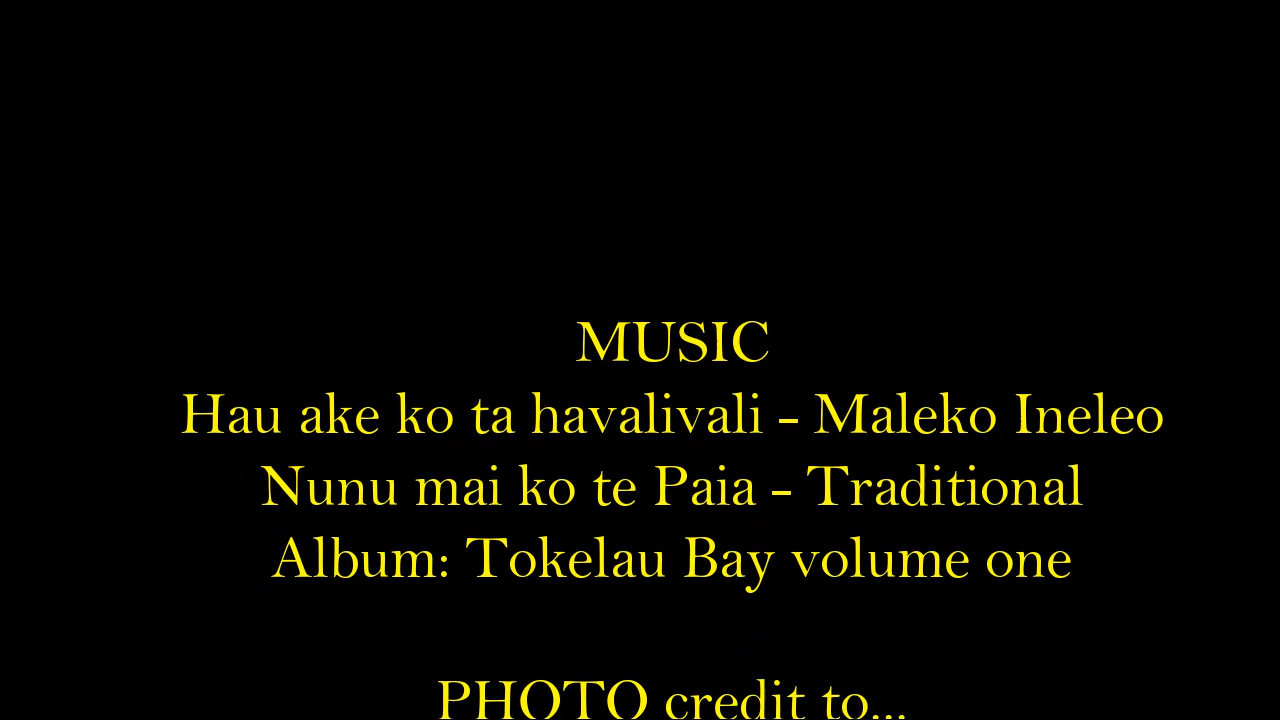 MUSIC
Hau ake ko ta havalivali - Maleko Ineleo
Nunu mai ko te Paia - Traditional
Album: Tokelau Bay volume one
PHOTO credit to...